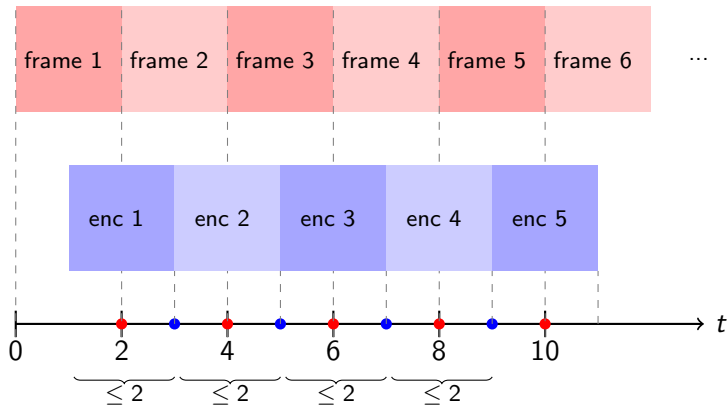 frame 1 frame 2 frame 3 frame 4 frame 5 frame 6 ...
enc 1 enc 2 enc 3 enc 4 enc 5
t
0 2 4 6 8 10
≤ 2 ≤ 2 ≤ 2 ≤ 2